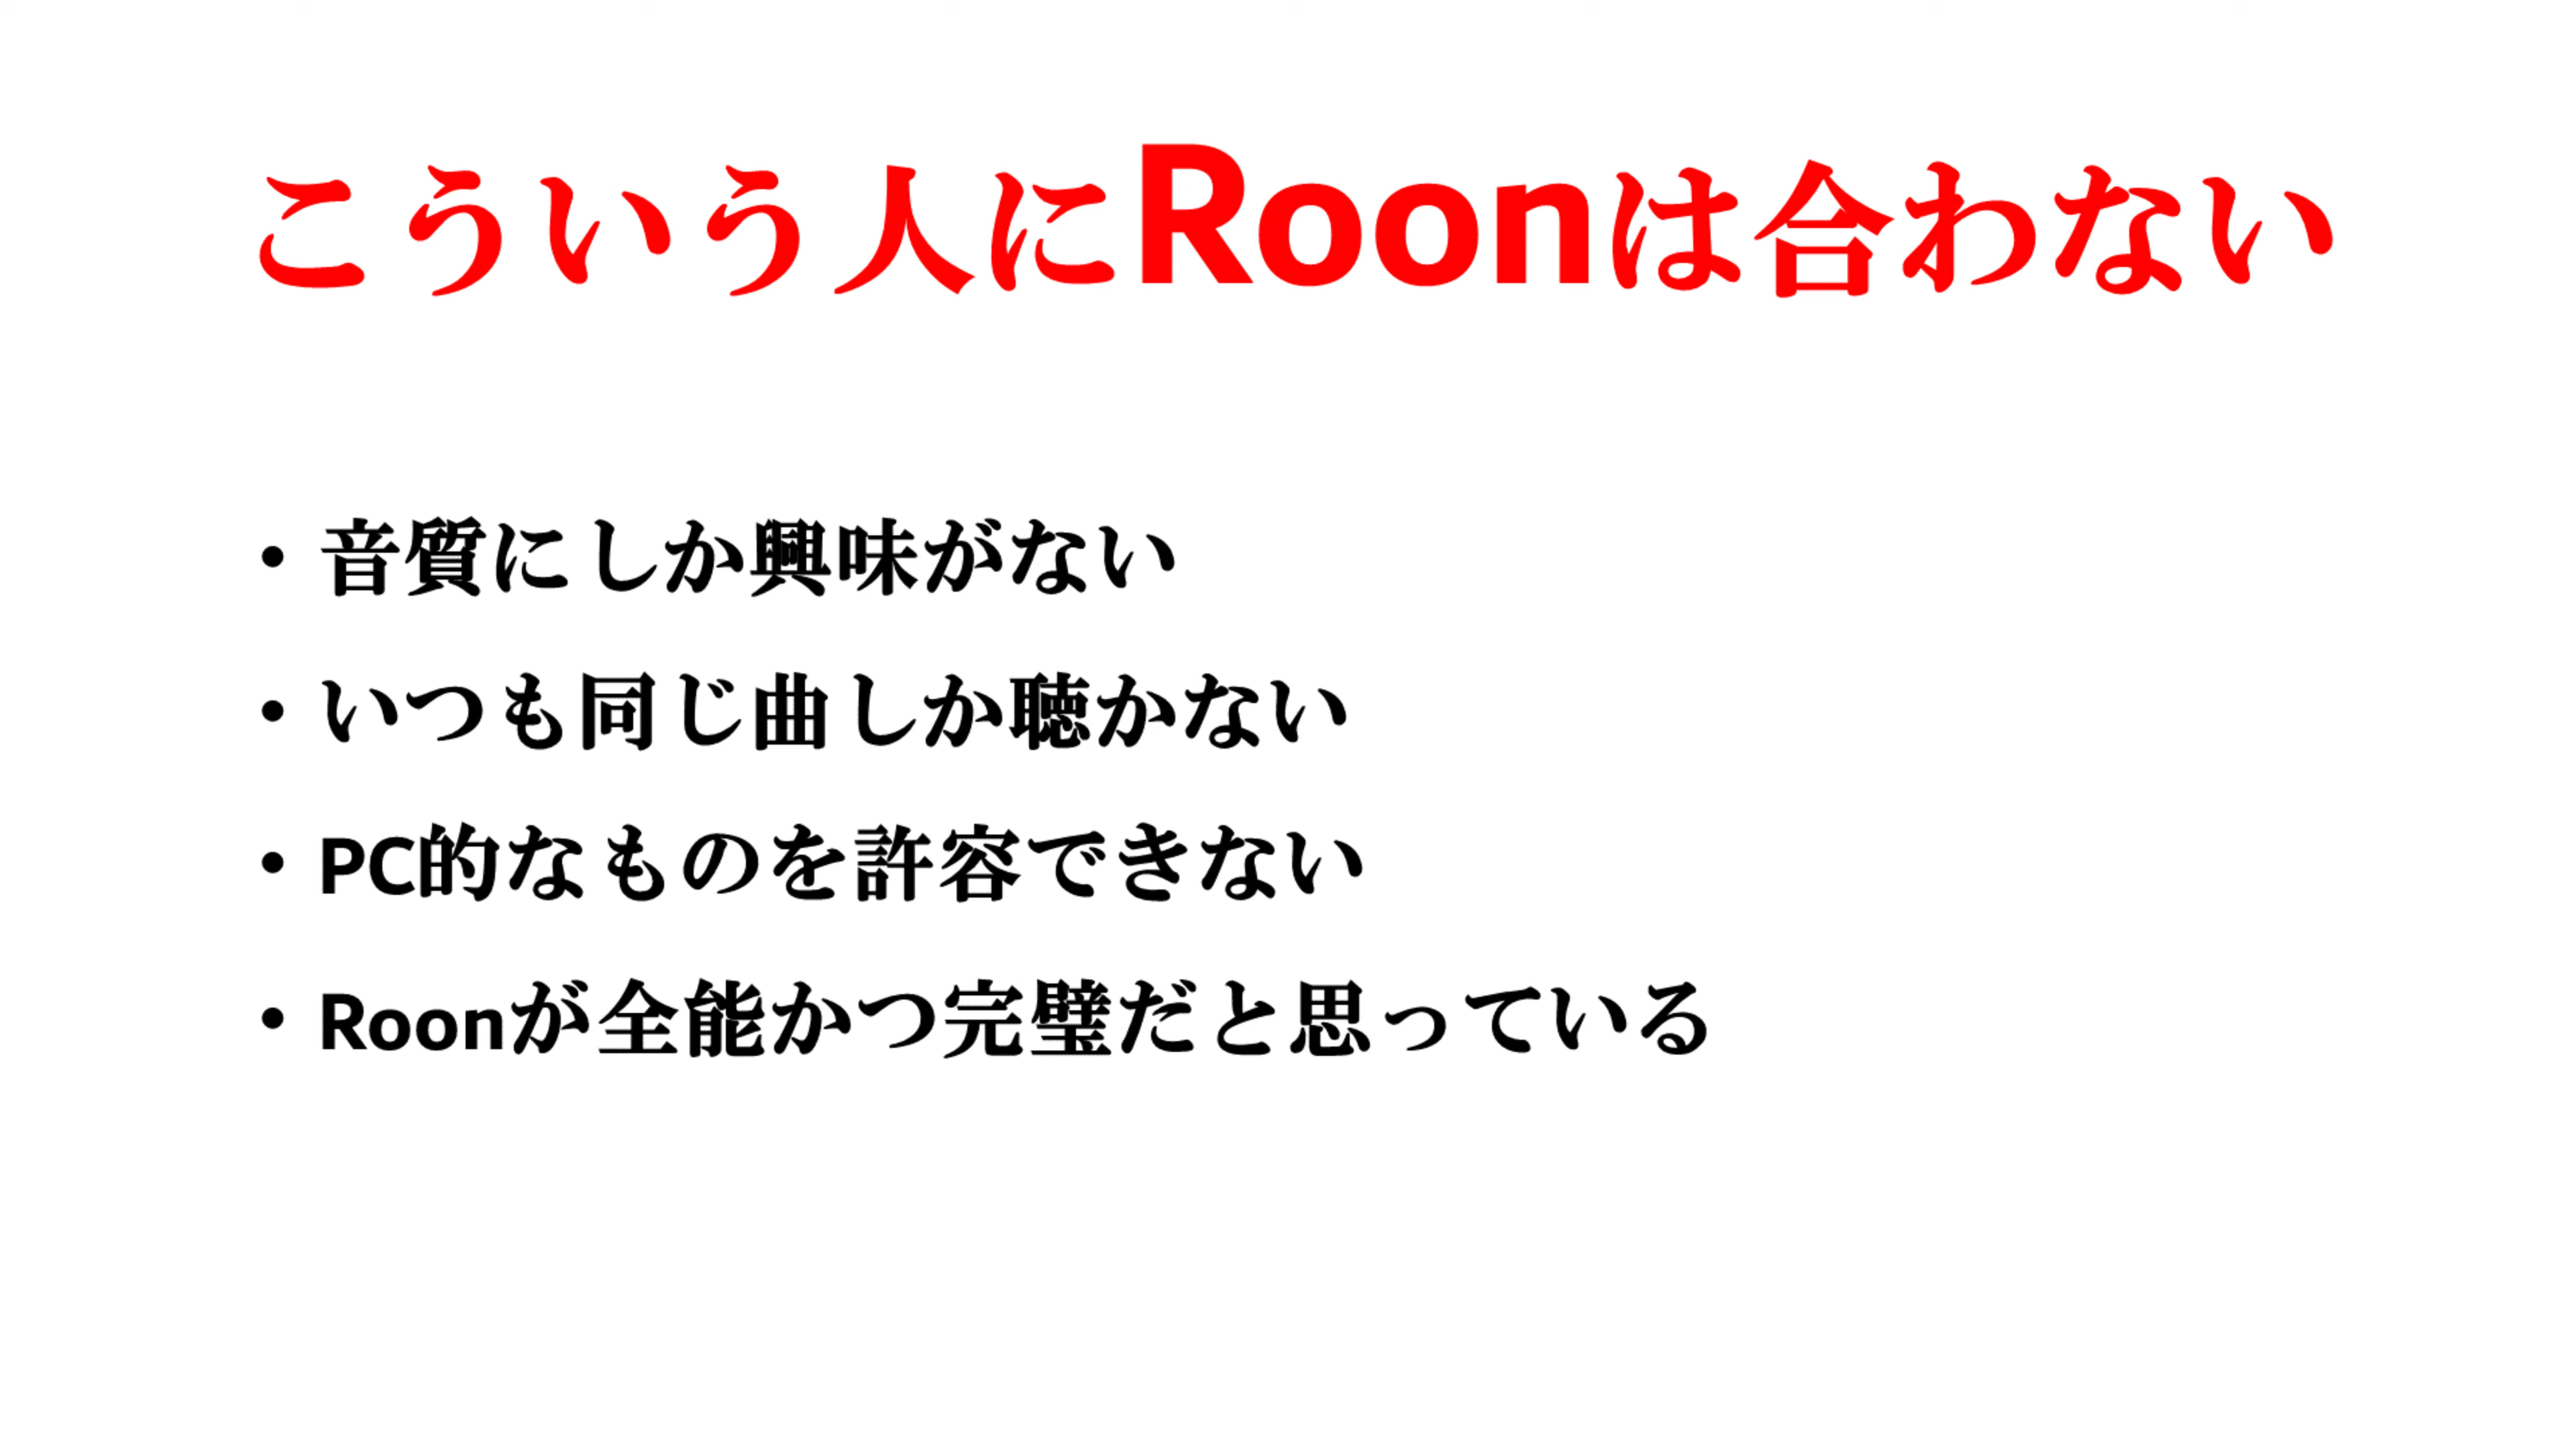 こういう人にRoonは合わない
・音質にしか興味がない
・いつも同じ曲しか聴かない
・PC的なものを許容できない
・Roonが全能かつ完璧だと思っている